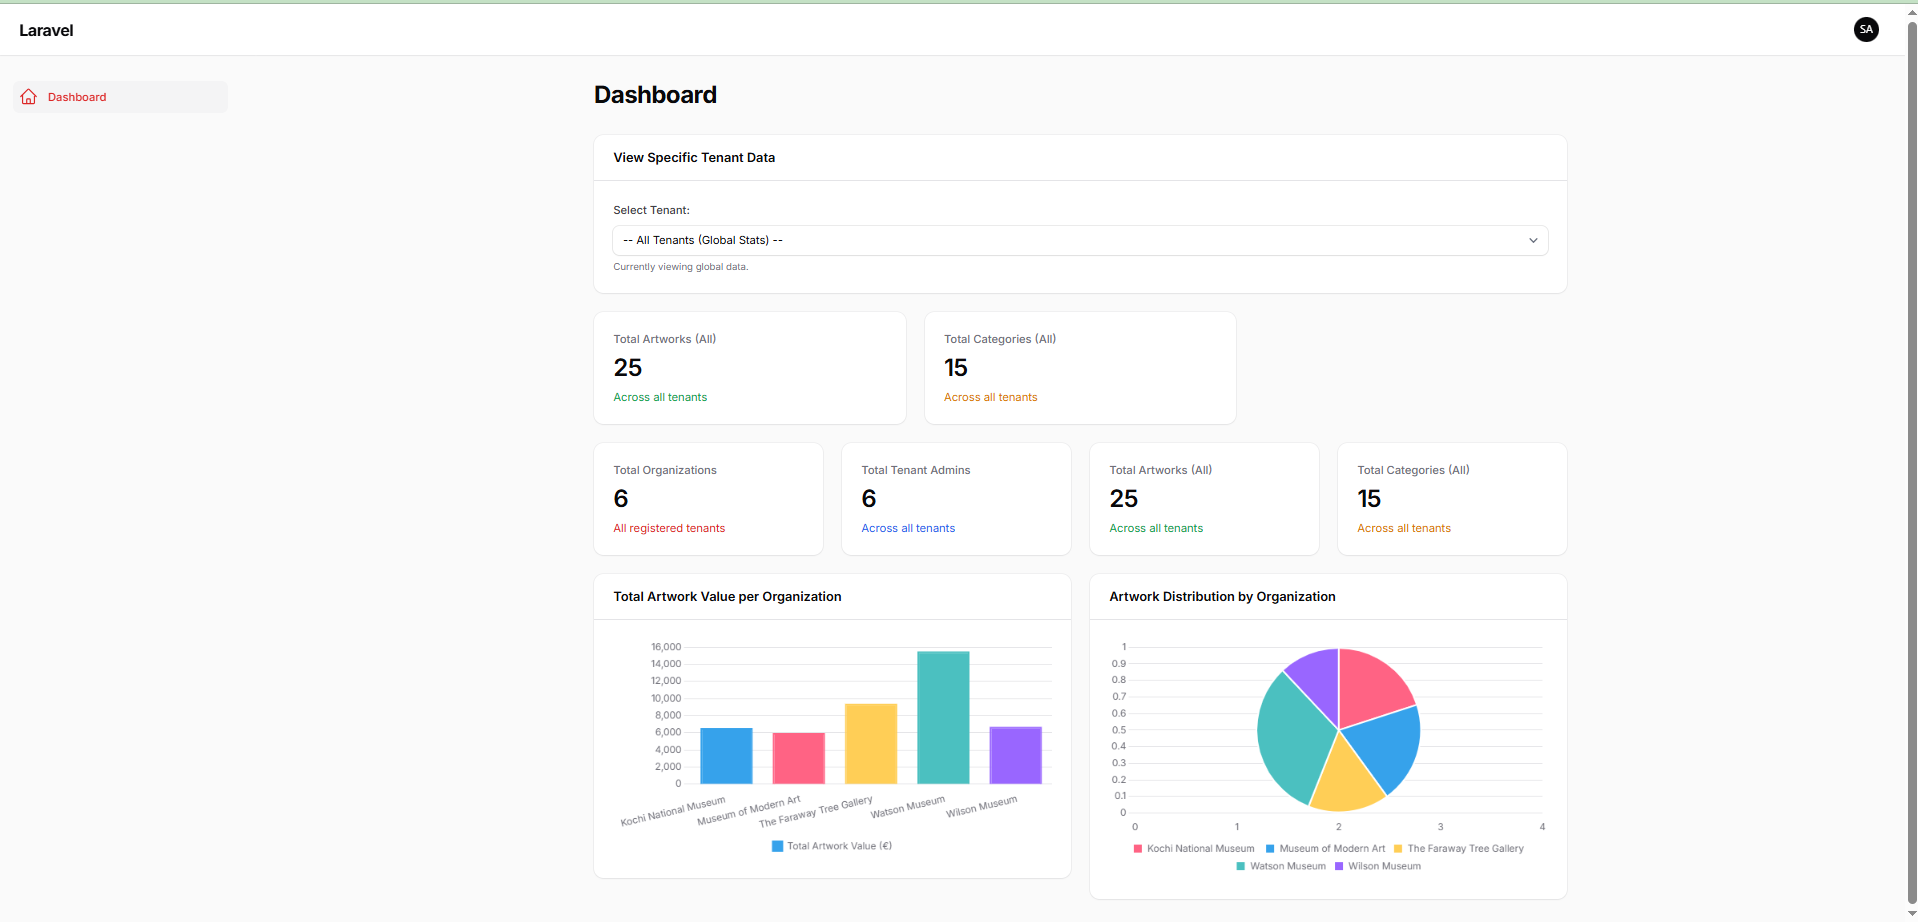 Laravel
SA
Dashboard
Dashboard
View Specific Tenant Data
Select Tenant:
-- All Tenants (Global Stats) --
Currently viewing global data.
Total Artworks (All)
25
Across all tenants
Total Categories (All)
15
Across all tenants
Total Organizations
6
All registered tenants
Total Tenant Admins
6
Across all tenants
Total Artworks (All)
25
Across all tenants
Total Categories (All)
15
Across all tenants
Total Artwork Value per Organization
16,000
14,000
12,000
10,000
8,000
6,000
4,000
2,000
0
Kochi National Museum
Museum of Modern Art
The Faraway Tree Gallery
Watson Museum
Wilson Museum
Total Artwork Value (€)
Artwork Distribution by Organization
1
0.9
0.8
0.7
0.6
0.5
0.4
0.3
0.2
0.1
0
0 1 2 3 4
Kochi National Museum Museum of Modern Art The Faraway Tree Gallery
Watson Museum Wilson Museum